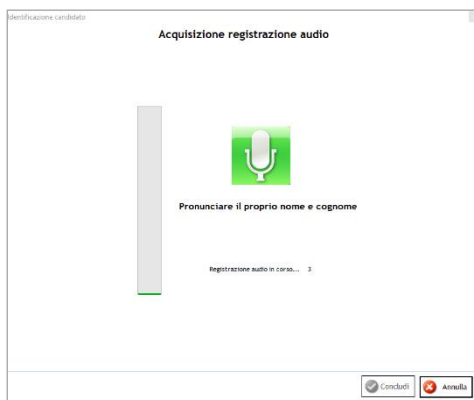 Identificazione candidato
Acquisizione registrazione audio
Pronunciare il proprio nome e cognome
Registrazione audio in corso... 3
Concludi Annulla